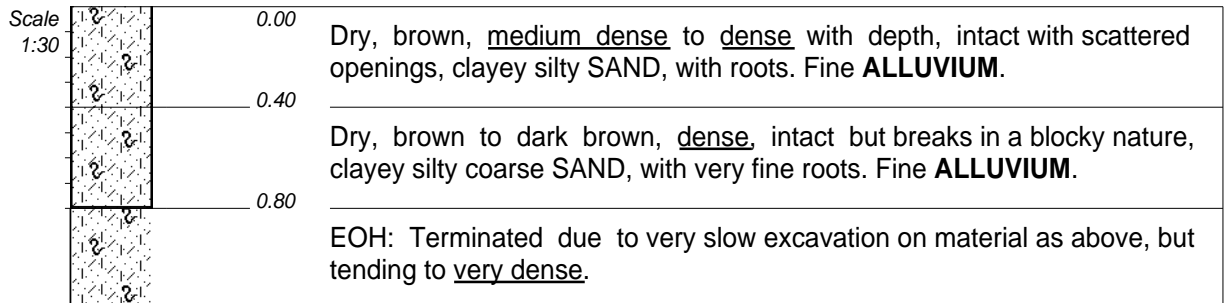 Scale
1:30
0.00
Dry, brown, medium dense to dense with depth, intact with scattered
openings, clayey silty SAND, with roots. Fine ALLUVIUM.
0.40
Dry, brown to dark brown, dense, intact but breaks in a blocky nature,
clayey silty coarse SAND, with very fine roots. Fine ALLUVIUM.
0.80
EOH: Terminated due to very slow excavation on material as above, but
tending to very dense.